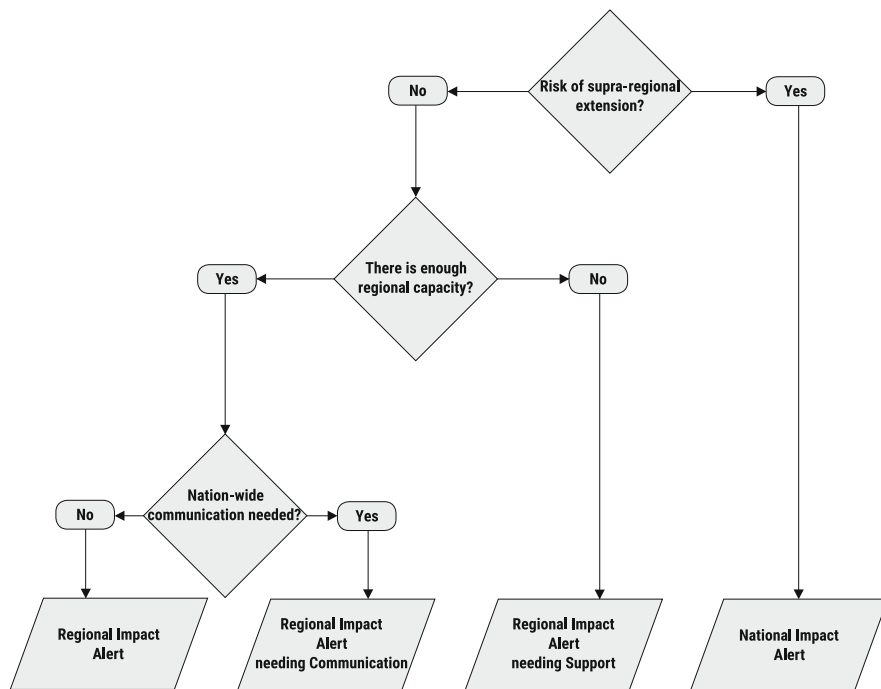 Risk of supra-regional
extension?
No
Yes
There is enough
regional capacity?
Yes
No
Nation-wide
communication needed?
No
Yes
Regional Impact
Alert
Regional Impact
Alert
needing Communication
Regional Impact
Alert
needing Support
National Impact
Alert